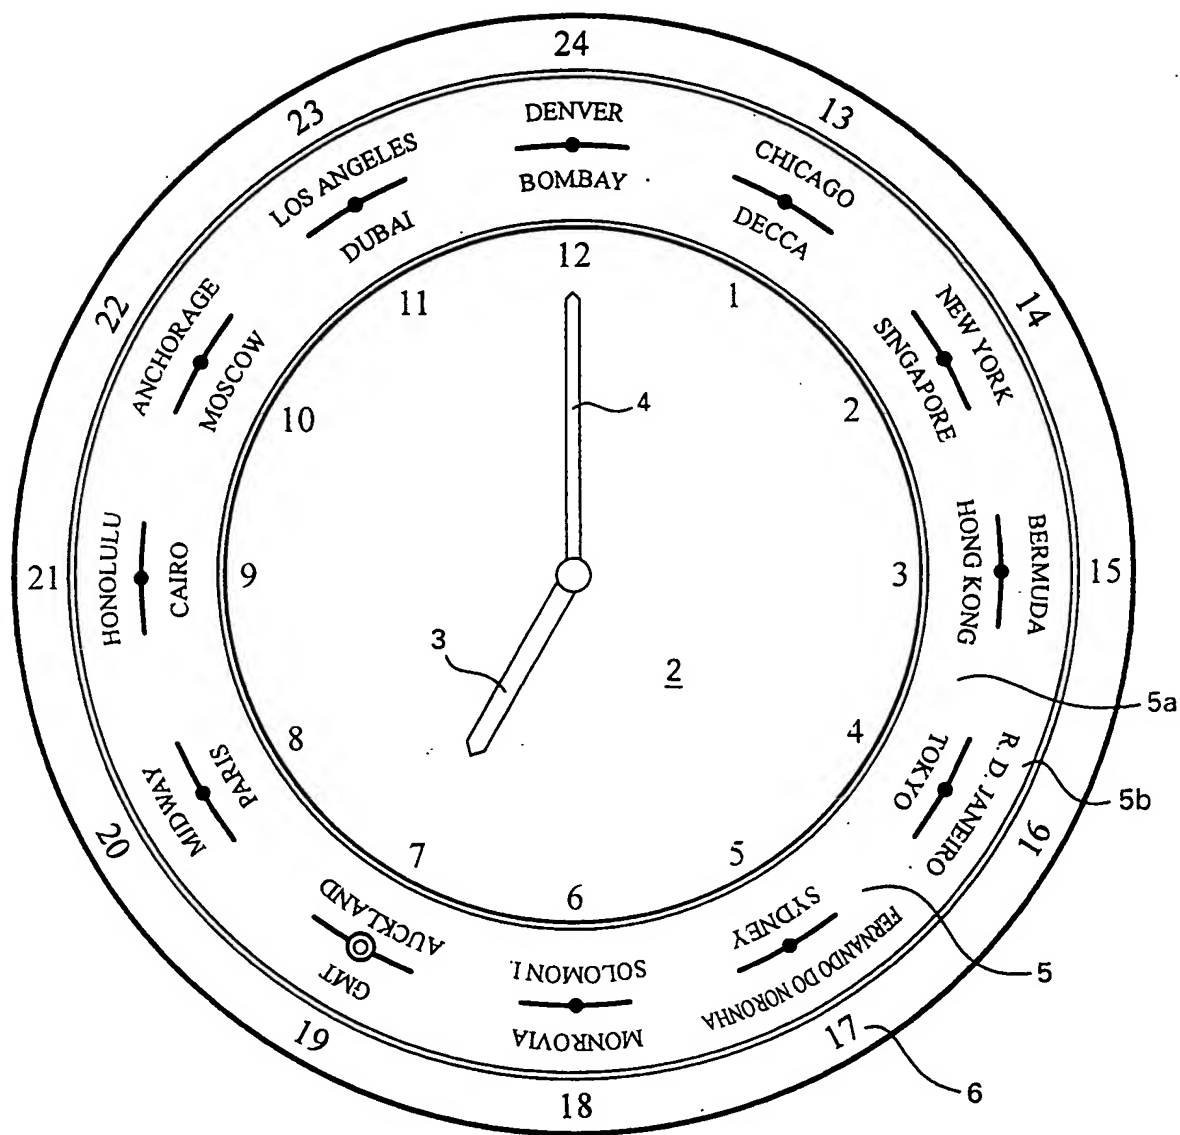 24
13
14
15
16
17
18
19
20
21
22
23
DENVER
BOMBAY
CHICAGO
DECCA
NEW YORK
SINGAPORE
BERMUDA
HONG KONG
R. D. JANEIRO
TOKYO
FERNANDO DO NORONHA
SYDNEY
MONROVIA
SOLOMON I.
GMT
AUCKLAND
MIDWAY
PARIS
HONOLULU
CAIRO
ANCHORAGE
MOSCOW
LOS ANGELES
DUBAI
12
1
2
3
4
5
6
7
8
9
10
11
4
3
2
5a
5b
5
6